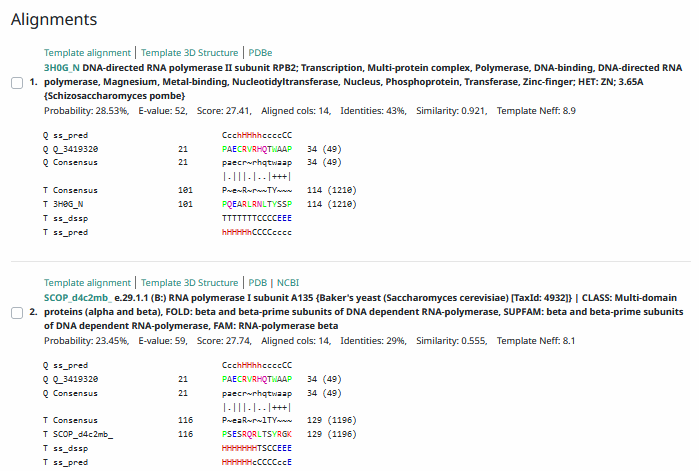 Alignments
Template alignment | Template 3D Structure | PDBe
3H0G_N DNA-directed RNA polymerase II subunit RPB2; Transcription, Multi-protein complex, Polymerase, DNA-binding, DNA-directed RNA
1. polymerase, Magnesium, Metal-binding, Nucleotidyltransferase, Nucleus, Phosphoprotein, Transferase, Zinc-finger; HET: ZN; 3.65A
{Schizosaccharomyces pombe}
Probability: 28.53%, E-value: 52, Score: 27.41, Aligned cols: 14, Identities: 43%, Similarity: 0.921, Template Neff: 8.9
Q ss_pred CcchHHHhhccccCC
Q Q_3419320 21 PAECRVRHQTWAAP 34 (49)
Q Consensus 21 paecr~rhqtwaap 34 (49)
|.|||.|..|+++|
T Consensus 101 P~e~R~r~~TY~~~ 114 (1210)
T 3H0G_N 101 PQEARLRNLTYSSP 114 (1210)
T ss_dssp TTTTTTTCCCCEEE
T ss_pred hHHHHhCCCCcccc
Template alignment | Template 3D Structure | PDB | NCBI
SCOP_d4c2mb_ e.29.1.1 (B:) RNA polymerase I subunit A135 {Baker's yeast (Saccharomyces cerevisiae) [TaxId: 4932]} | CLASS: Multi-domain
2. proteins (alpha and beta), FOLD: beta and beta-prime subunits of DNA dependent RNA-polymerase, SUPFAM: beta and beta-prime subunits
of DNA dependent RNA-polymerase, FAM: RNA-polymerase beta
Probability: 23.45%, E-value: 59, Score: 27.74, Aligned cols: 14, Identities: 29%, Similarity: 0.555, Template Neff: 8.1
Q ss_pred CcchHHHhhccccCC
Q Q_3419320 21 PAECRVRHQTWAAP 34 (49)
Q Consensus 21 paecr~rhqtwaap 34 (49)
|.|||.|..|+++|
T Consensus 116 P~eaR~r~lTY~~~ 129 (1196)
T SCOP_d4c2mb_ 116 PSESRQRLTSYRGK 129 (1196)
T ss_dssp HHHHHHHTSCCEEE
T ss_pred HHHHHHcCCCCccE